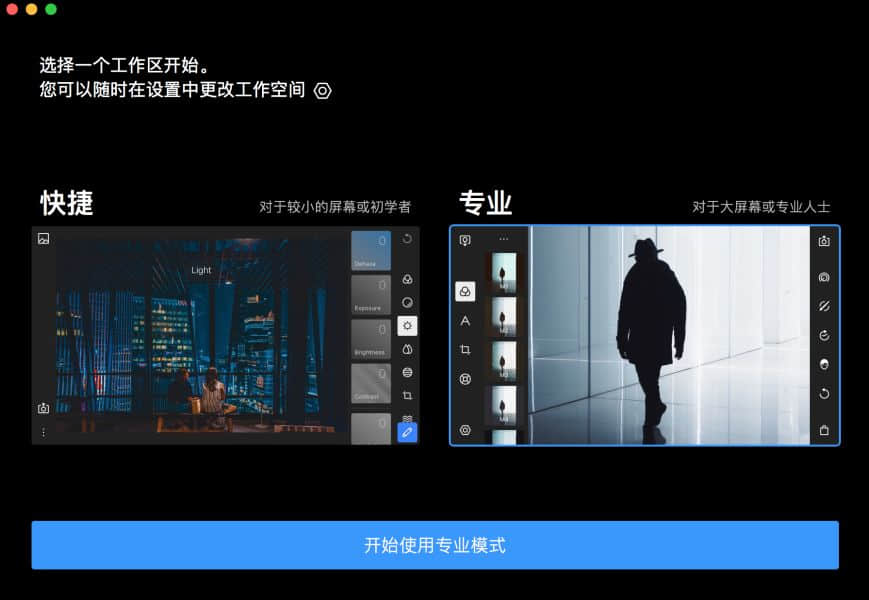 选择一个工作区开始。
您可以随时在设置中更改工作空间
快捷
对于较小的屏幕或初学者
专业
对于大屏幕或专业人士
Light
0
Dehaze
0
Exposure
0
Brightness
0
Contrast
0
A
开始使用专业模式